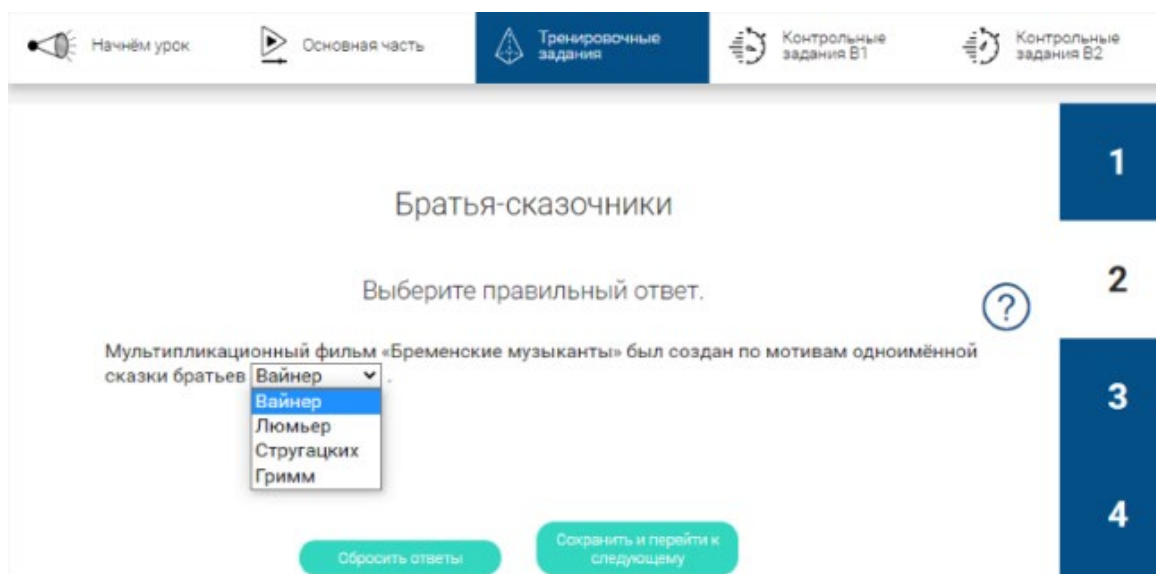 Начнём урок
Основная часть
Тренировочные
задания
Контрольные
задания В1
Контрольные
задания В2
1
Братья-сказочники
2
Выберите правильный ответ.
?
Мультипликационный фильм «Бременские музыканты» был создан по мотивам одноимённой
сказки братьев Вайнер .
Вайнер
Люмьер
Стругацких
Гримм
3
4
Сбросить ответы
Сохранить и перейти к
следующему